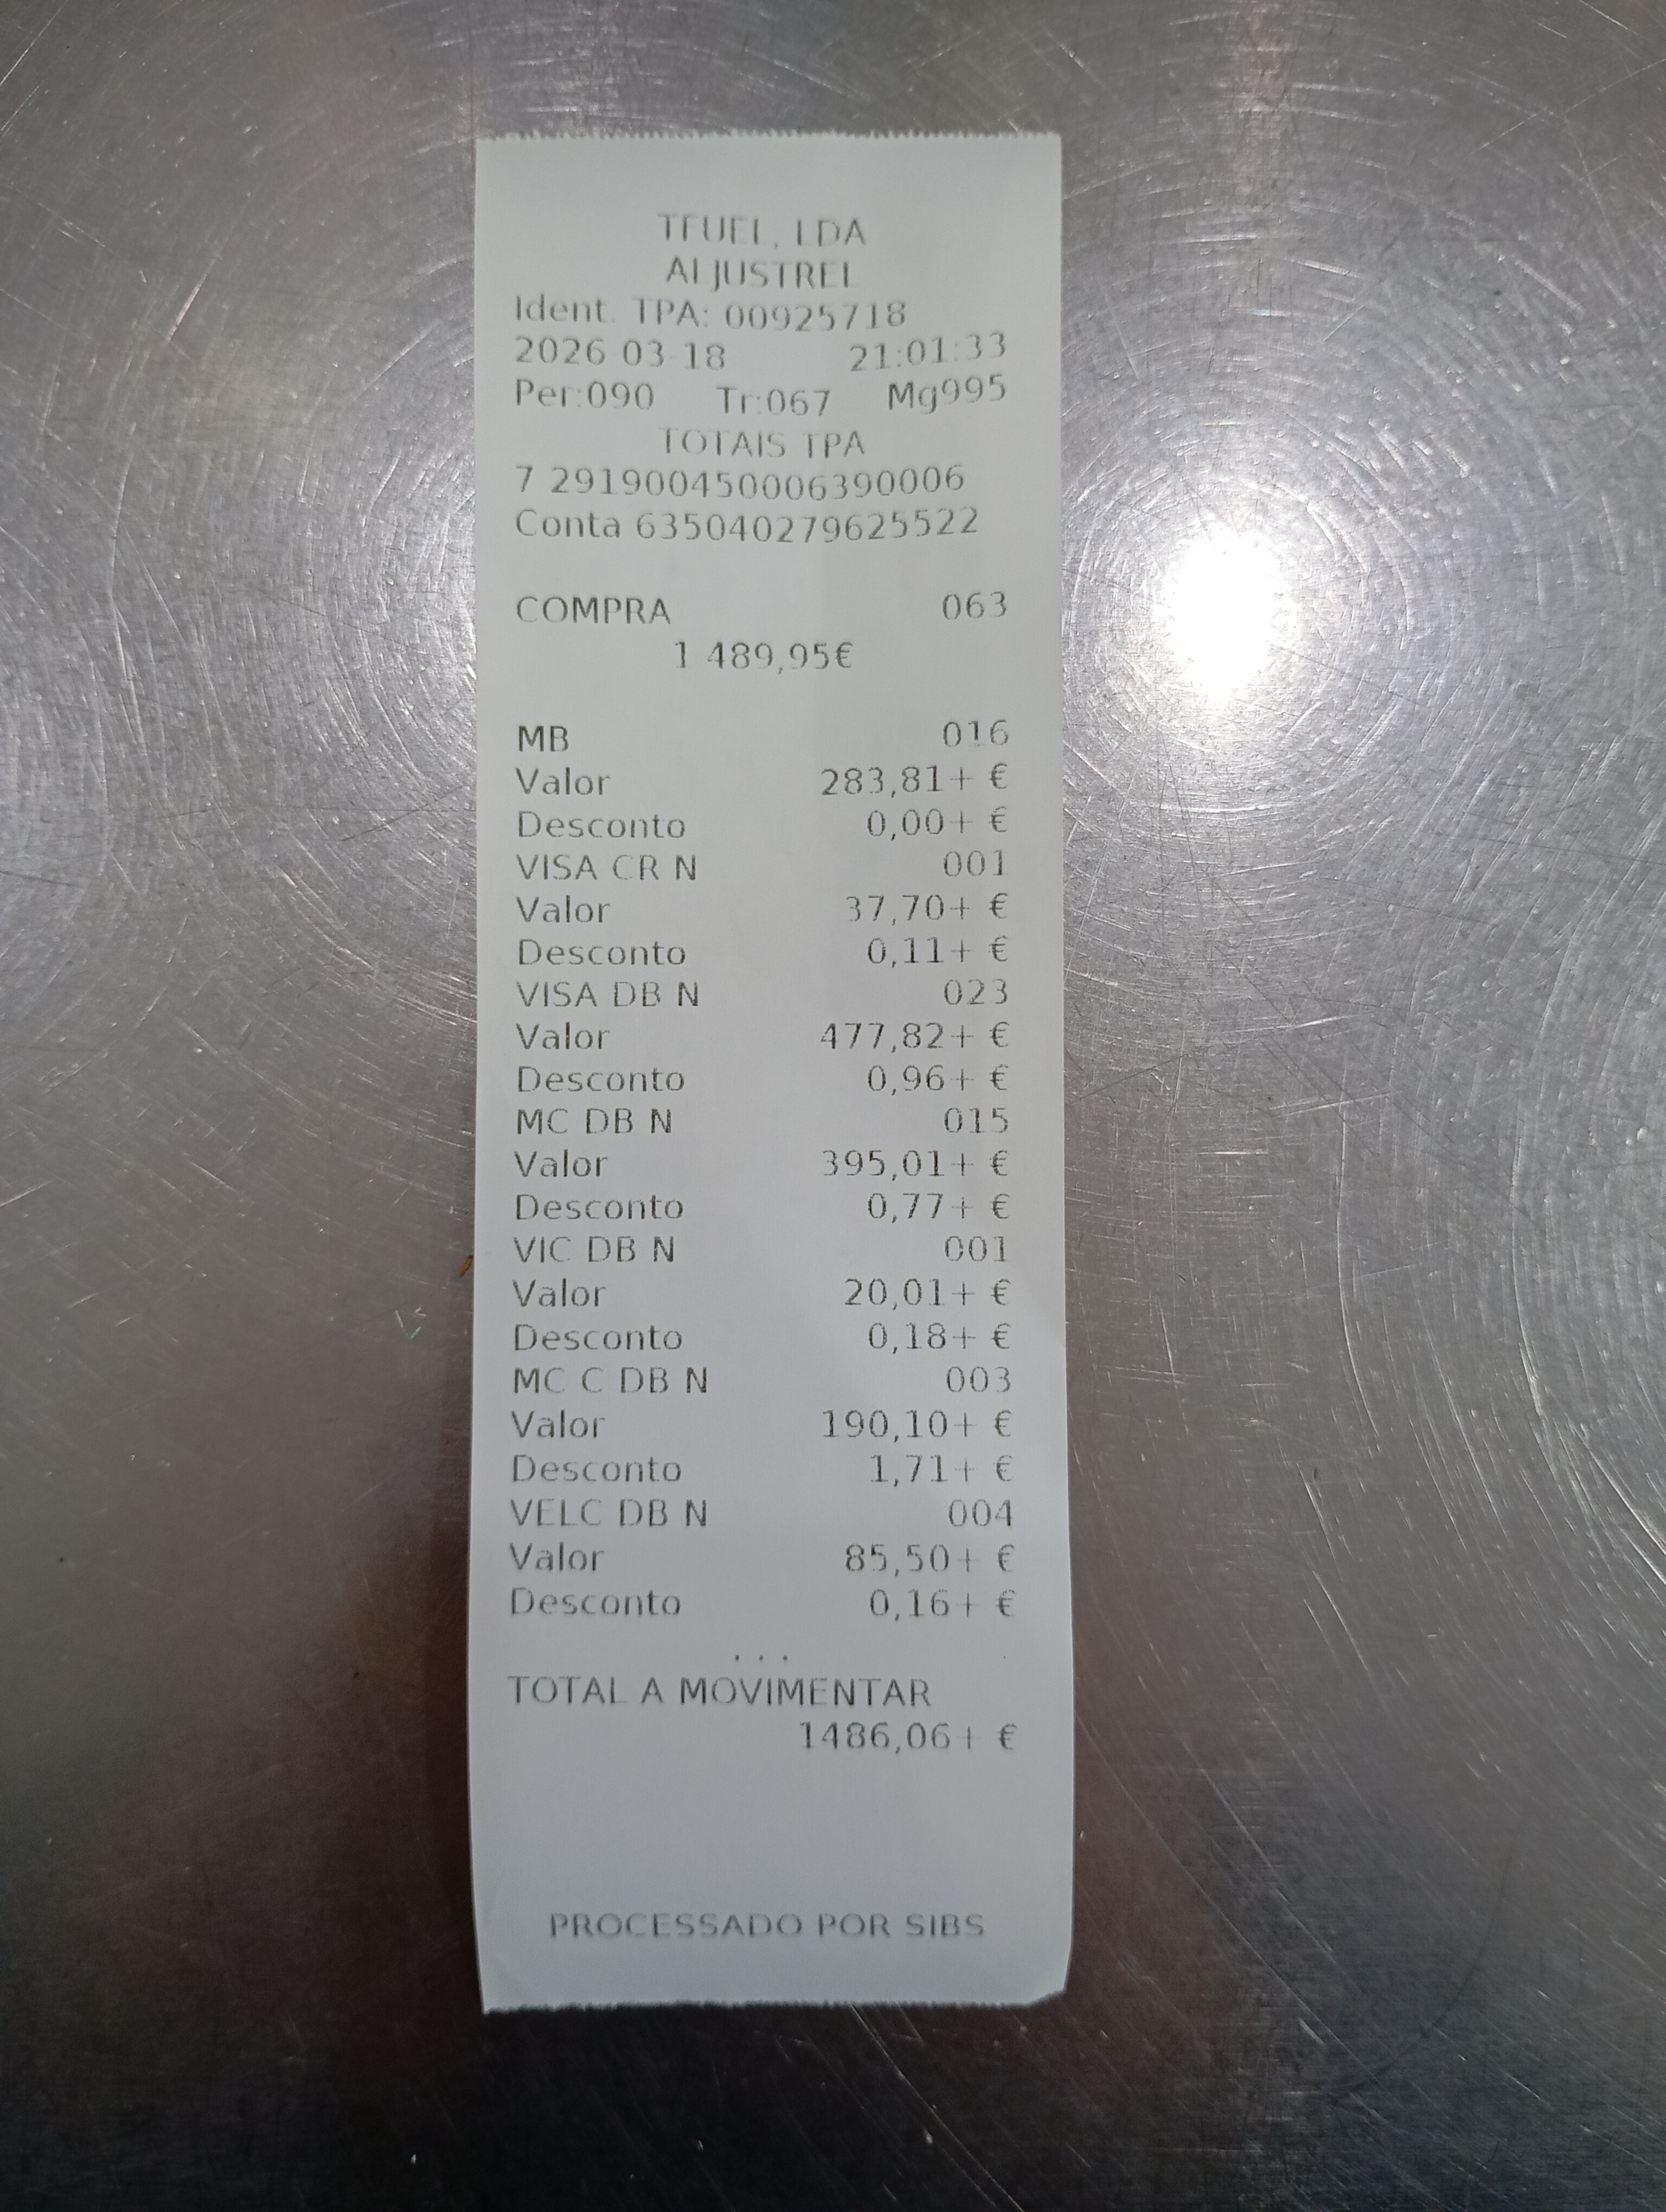 TFUEL, LDA
ALJUSTREL
Ident. TPA: 00925718
2026 03 18 21:01:33
Per:090 Tr:067 Mg995
TOTAIS TPA
7 291900450006390006
Conta 635040279625522
COMPRA 063
1 489,95€
MB 016
Valor 283,81+ €
Desconto 0,00+ €
VISA CR N 001
Valor 37,70+ €
Desconto 0,11+ €
VISA DB N 023
Valor 477,82+ €
Desconto 0,96+ €
MC DB N 015
Valor 395,01+ €
Desconto 0,77+ €
VIC DB N 001
Valor 20,01+ €
Desconto 0,18+ €
MC C DB N 003
Valor 190,10+ €
Desconto 1,71+ €
VELC DB N 004
Valor 85,50+ €
Desconto 0,16+ €
...
TOTAL A MOVIMENTAR
1486,06+ €
PROCESSADO POR SIBS